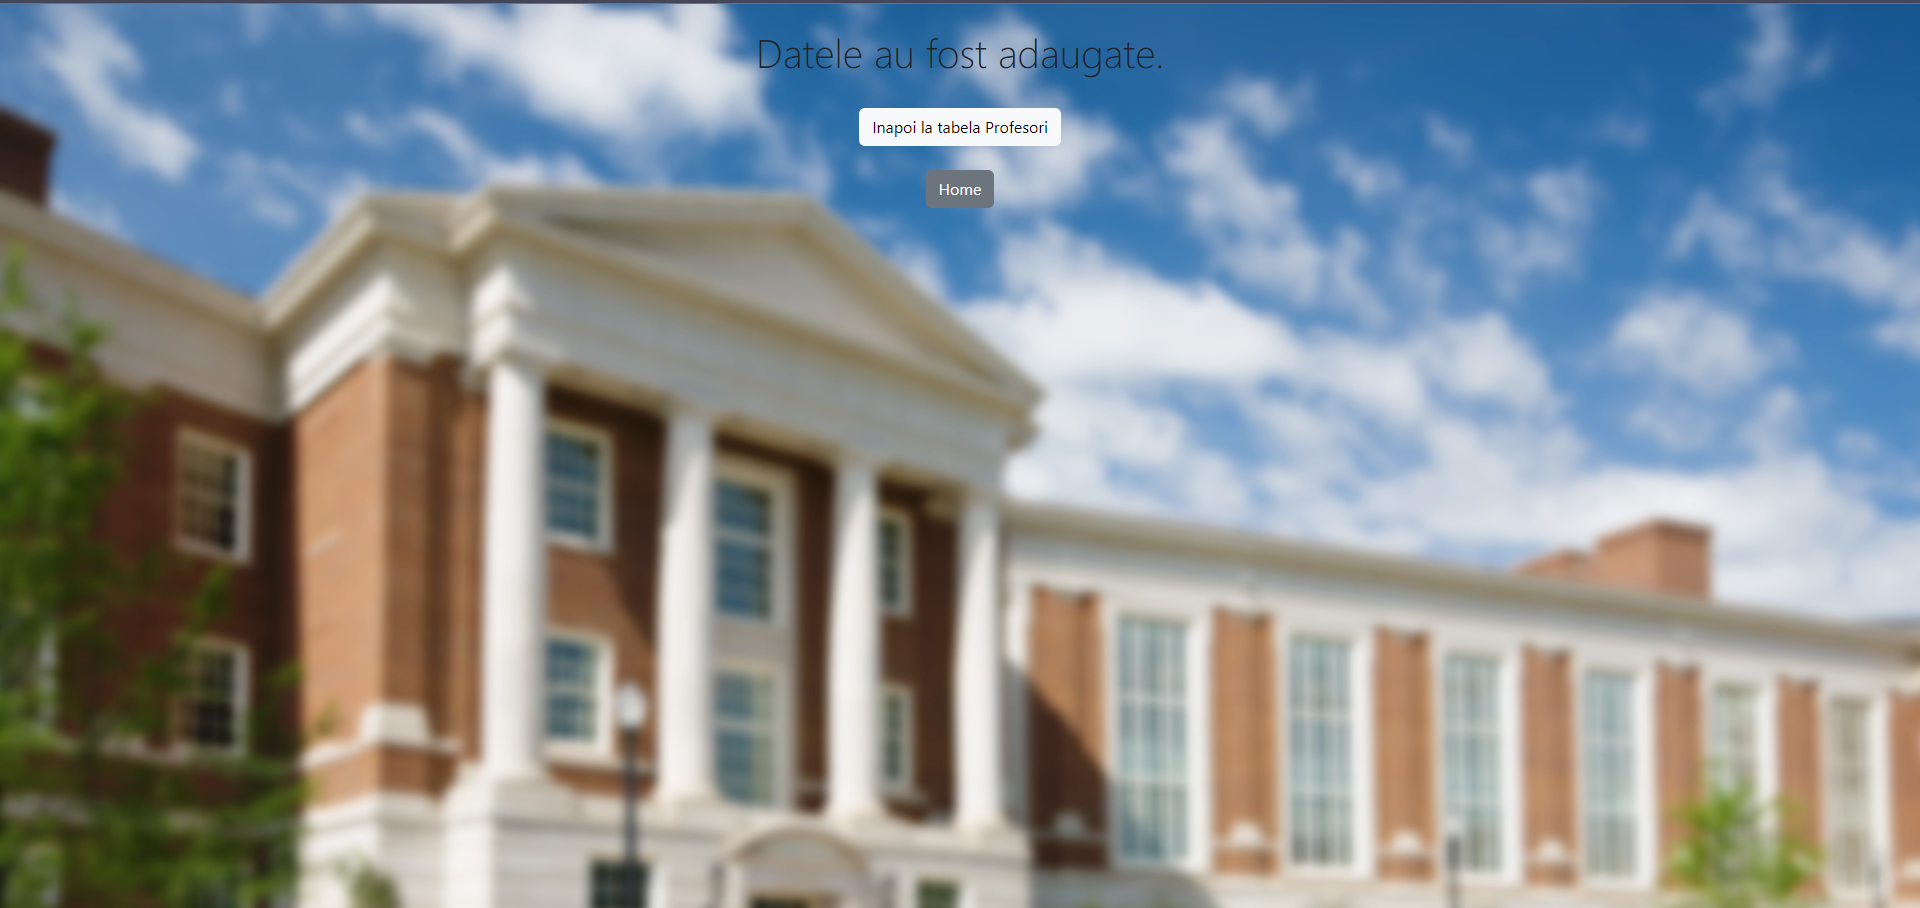 Datele au fost adaugate.
Inapoi la tabela Profesori
Home